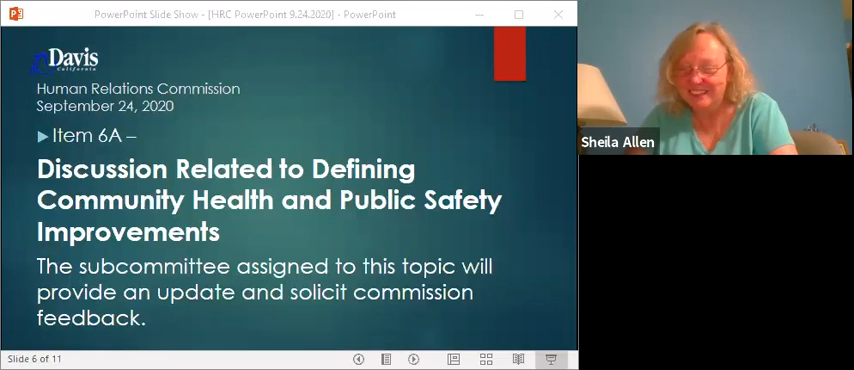 PowerPoint Slide Show - [HRC PowerPoint 9.24.2020] - PowerPoint
Davis
California
Human Relations Commission
September 24, 2020
Item 6A –
Discussion Related to Defining
Community Health and Public Safety
Improvements
The subcommittee assigned to this topic will
provide an update and solicit commission
feedback.
Slide 6 of 11
Sheila Allen